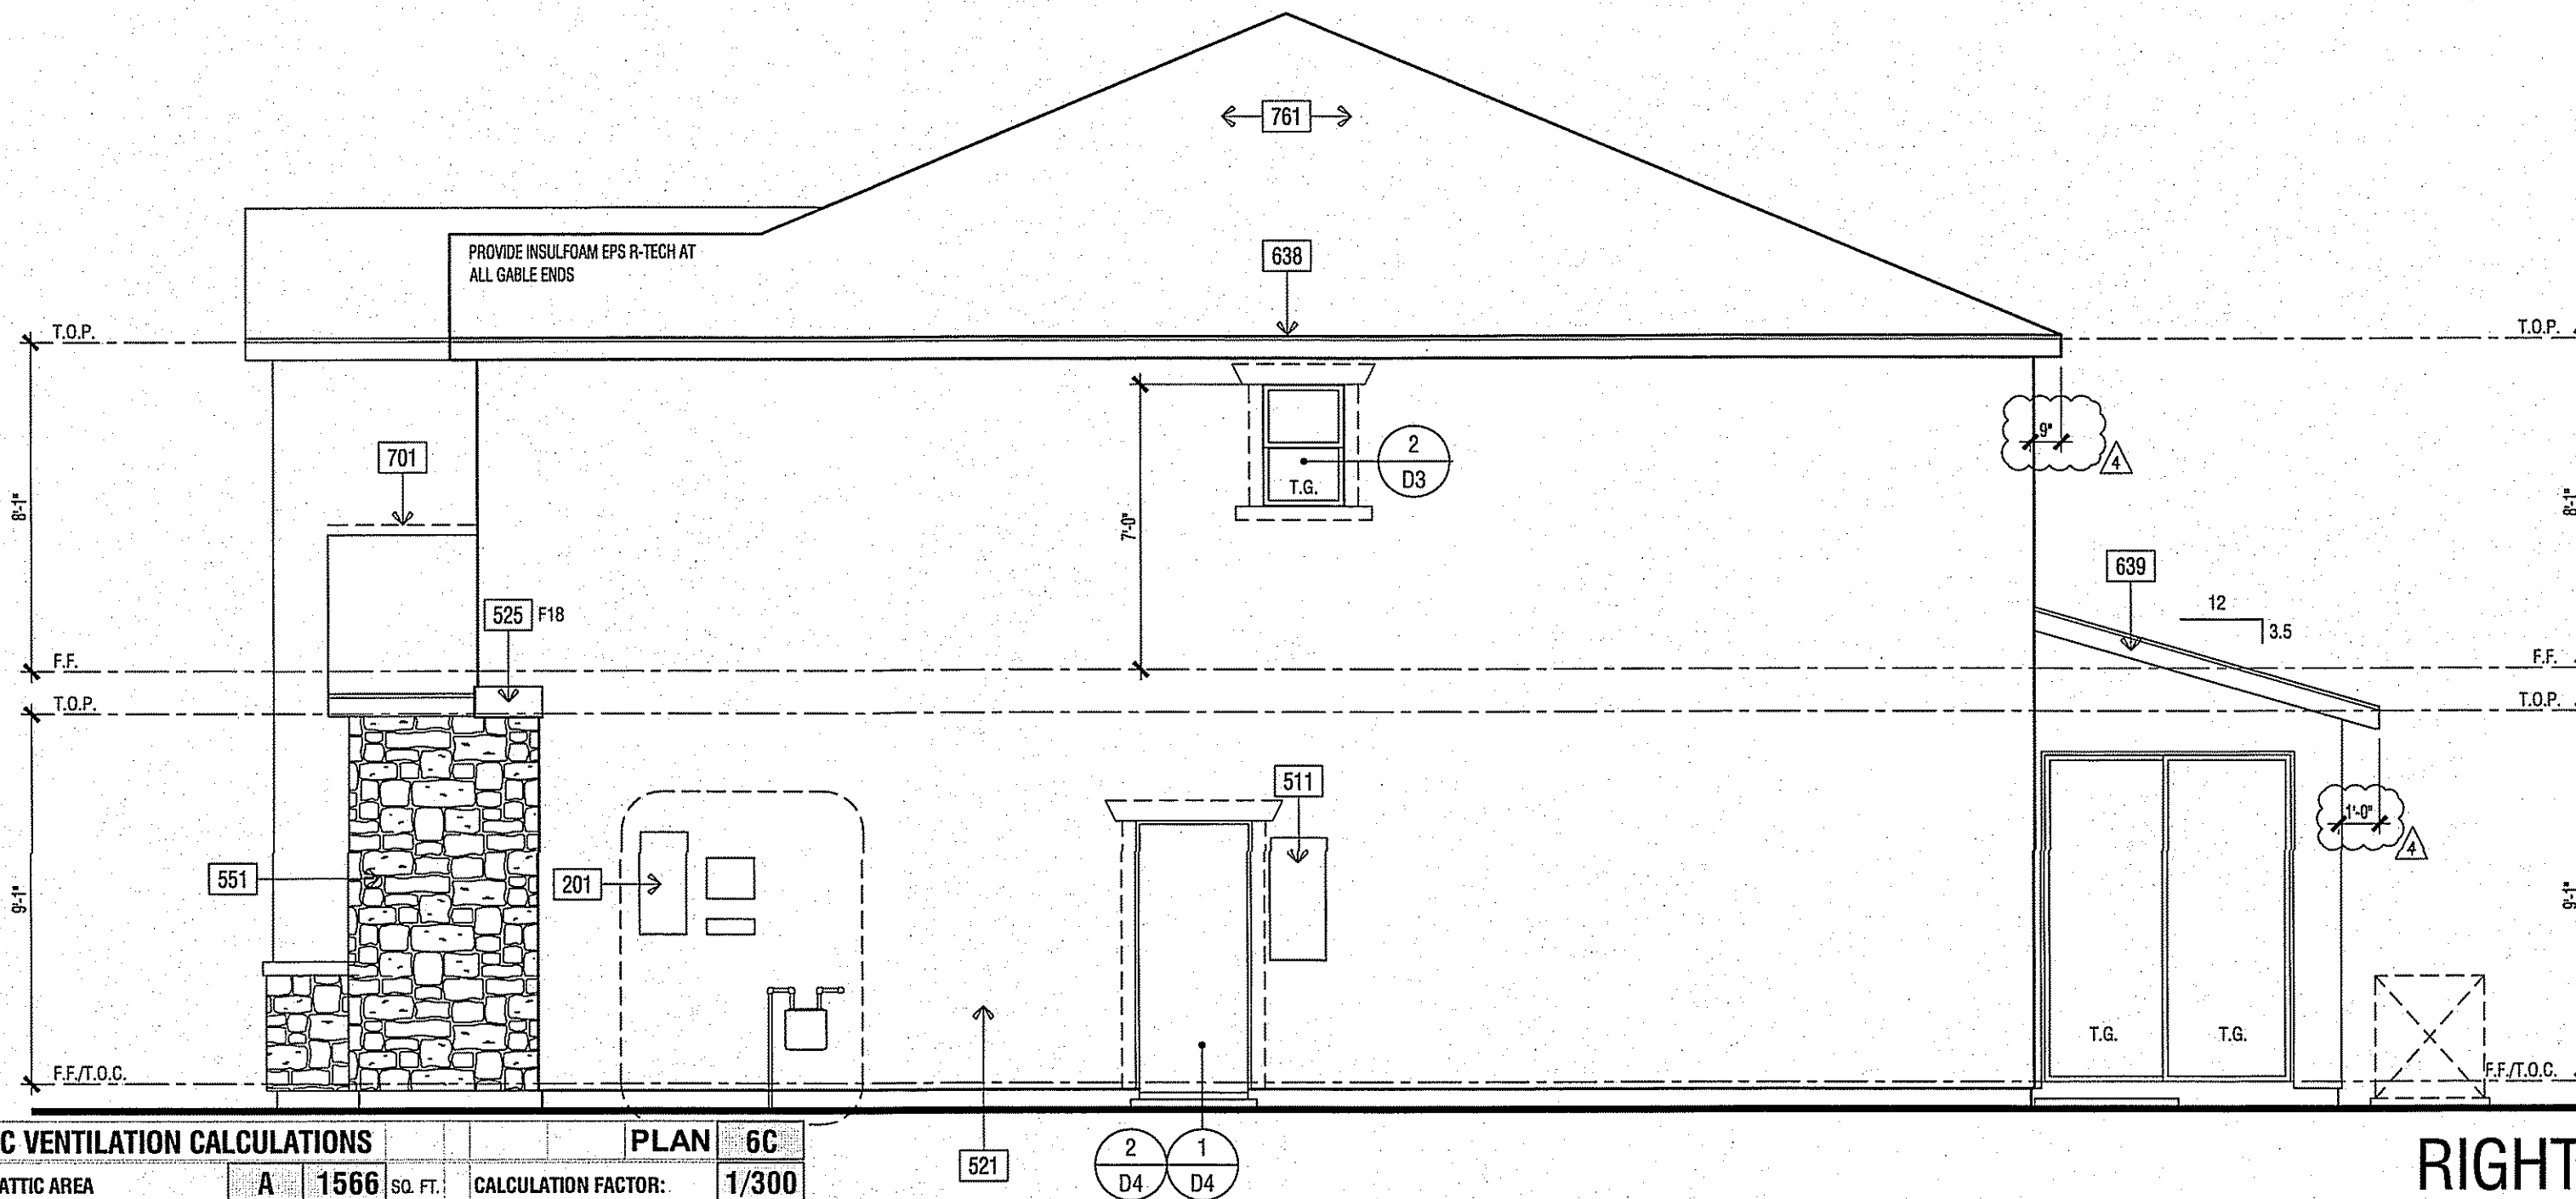 761
PROVIDE INSULFOAM EPS R-TECH AT
ALL GABLE ENDS
638
T.O.P.
T.O.P.
701
9"
4
2
D3
T.G.
8'-1"
7'-0"
8'-1"
639
12
3.5
525 F18
F.F.
F.F.
T.O.P.
T.O.P.
511
1'-0"
4
551
201
9'-1"
9'-1"
T.G.
T.G.
F.F./T.O.C.
F.F./T.O.C.
C VENTILATION CALCULATIONS PLAN 6C
521
2
D4
1
D4
RIGHT
ATTIC AREA A 1566 SQ. FT. CALCULATION FACTOR: 1/300